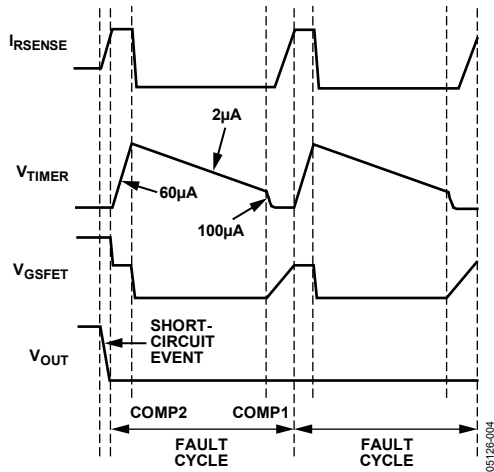 IRSENSE
2µA
VTIMER
60µA
100µA
VGSFET
SHORT-
CIRCUIT
EVENT
VOUT
COMP2 COMP1
FAULT
CYCLE
FAULT
CYCLE
05126-004